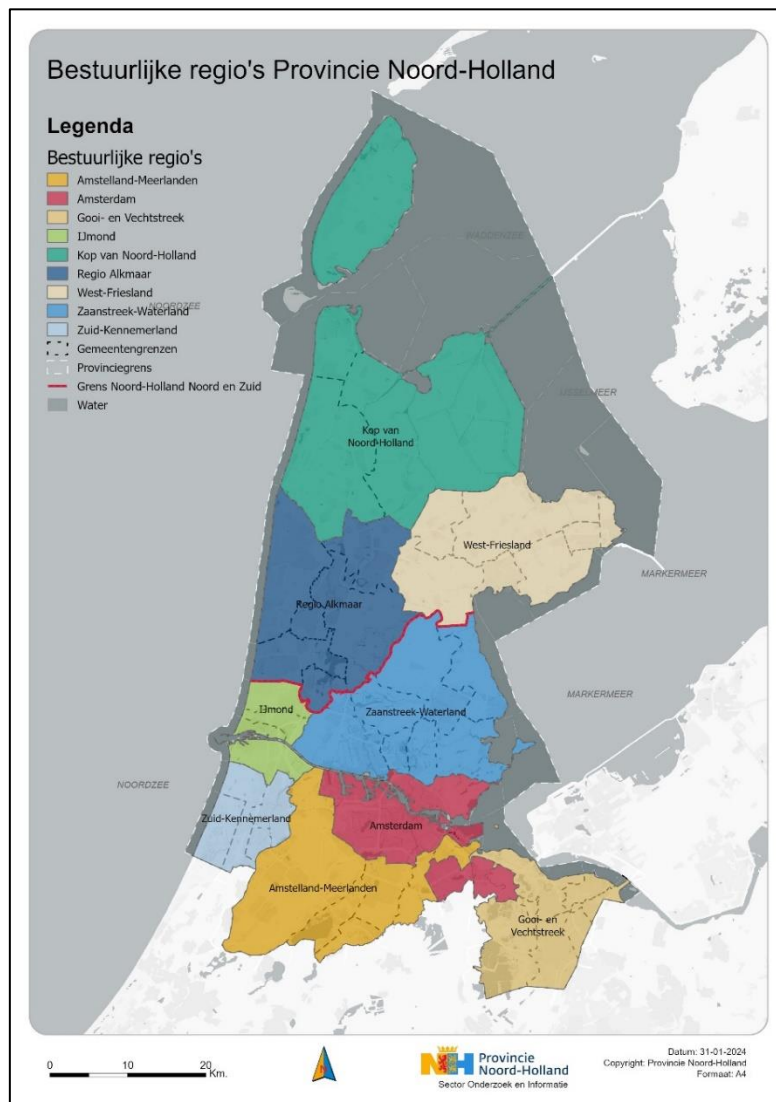 Bestuurlijke regio's Provincie Noord-Holland
Legenda
Bestuurlijke regio's
Amstelland-Meerlanden
Amsterdam
Gooi- en Vechtstreek
IJmond
Kop van Noord-Holland
Regio Alkmaar
West-Friesland
Zaanstreek-Waterland
Zuid-Kennemerland
Gemeentengrenzen
Provinciegrens
Grens Noord-Holland Noord en Zuid
Water
WADDENZEE
NOORDZEE
IJSSELMEER
Kop van
Noord-Holland
West-Friesland
MARKERMEER
Regio Alkmaar
MARKERMEER
IJmond
Zaanstreek-Waterland
NOORDZEE
Zuid-Kennemerland
Amsterdam
Amstelland-Meerlanden
Gooi- en
Vechtstreek
0 10 20
Km.
N
NH
Provincie
Noord-Holland
Sector Onderzoek en Informatie
Datum: 31-01-2024
Copyright: Provincie Noord-Holland
Formaat: A4